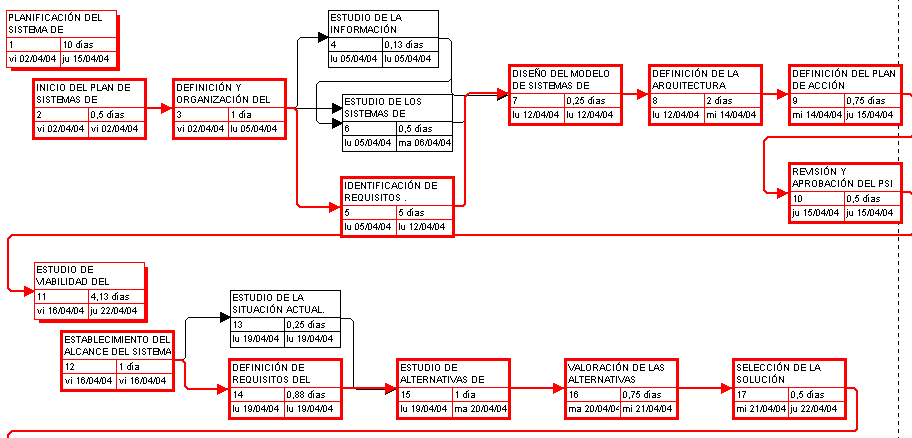 PLANIFICACIÓN DEL
SISTEMA DE
1 10 días
vi 02/04/04 ju 15/04/04
ESTUDIO DE LA
INFORMACIÓN
4 0,13 días
lu 05/04/04 lu 05/04/04
INICIO DEL PLAN DE
SISTEMAS DE
2 0,5 días
vi 02/04/04 vi 02/04/04
DEFINICIÓN Y
ORGANIZACIÓN DEL
3 1 día
vi 02/04/04 lu 05/04/04
ESTUDIO DE LOS
SISTEMAS DE
6 0,5 días
lu 05/04/04 ma 06/04/04
DISEÑO DEL MODELO
DE SISTEMAS DE
7 0,25 días
lu 12/04/04 lu 12/04/04
DEFINICIÓN DE LA
ARQUITECTURA
8 2 días
lu 12/04/04 mi 14/04/04
DEFINICIÓN DEL PLAN
DE ACCIÓN
9 0,75 días
mi 14/04/04 ju 15/04/04
IDENTIFICACIÓN DE
REQUISITOS .
5 5 días
lu 05/04/04 lu 12/04/04
REVISIÓN Y
APROBACIÓN DEL PSI
10 0,5 días
ju 15/04/04 ju 15/04/04
ESTUDIO DE
VIABILIDAD DEL
11 4,13 días
vi 16/04/04 ju 22/04/04
ESTUDIO DE LA
SITUACIÓN ACTUAL.
13 0,25 días
lu 19/04/04 lu 19/04/04
ESTABLECIMIENTO DEL
ALCANCE DEL SISTEMA
12 1 día
vi 16/04/04 vi 16/04/04
DEFINICIÓN DE
REQUISITOS DEL
14 0,88 días
lu 19/04/04 lu 19/04/04
ESTUDIO DE
ALTERNATIVAS DE
15 1 día
lu 19/04/04 ma 20/04/04
VALORACIÓN DE LAS
ALTERNATIVAS
16 0,75 días
ma 20/04/04 mi 21/04/04
SELECCIÓN DE LA
SOLUCIÓN
17 0,5 días
mi 21/04/04 ju 22/04/04